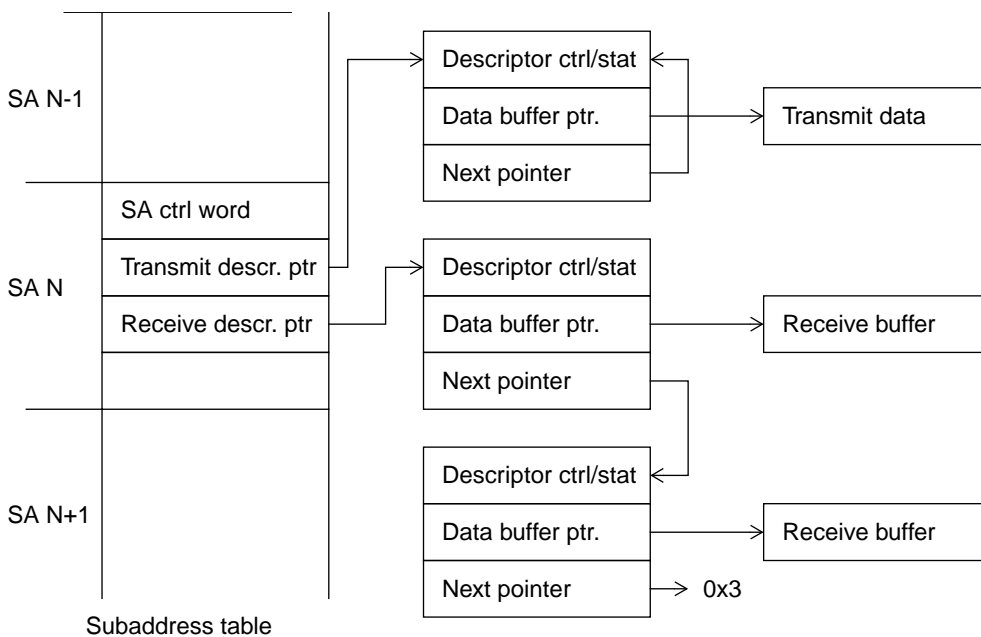 SA N-1
SA N
SA N+1
SA ctrl word
Transmit descr. ptr
Receive descr. ptr
Subaddress table
Descriptor ctrl/stat
Data buffer ptr.
Next pointer
Transmit data
Descriptor ctrl/stat
Data buffer ptr.
Next pointer
Receive buffer
Descriptor ctrl/stat
Data buffer ptr.
Next pointer
Receive buffer
0x3